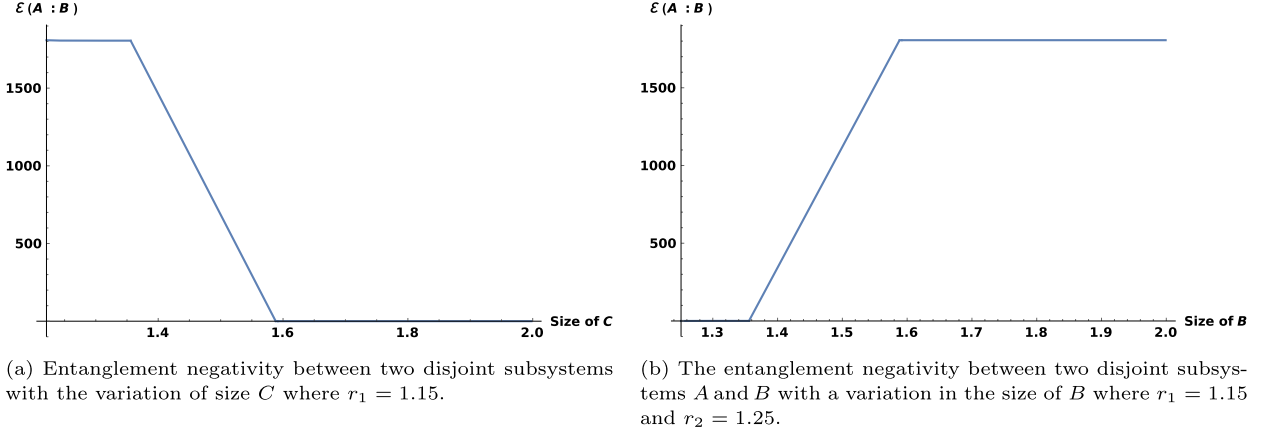 ℰ (A : B )
1500
1000
500
1.4 1.6 1.8 2.0
Size of C
ℰ (A : B )
1500
1000
500
1.3 1.4 1.5 1.6 1.7 1.8 1.9 2.0
Size of B
(a) Entanglement negativity between two disjoint subsystems
with the variation of size C where r₁ = 1.15.
(b) The entanglement negativity between two disjoint subsys-
tems A and B with a variation in the size of B where r₁ = 1.15
and r₂ = 1.25.